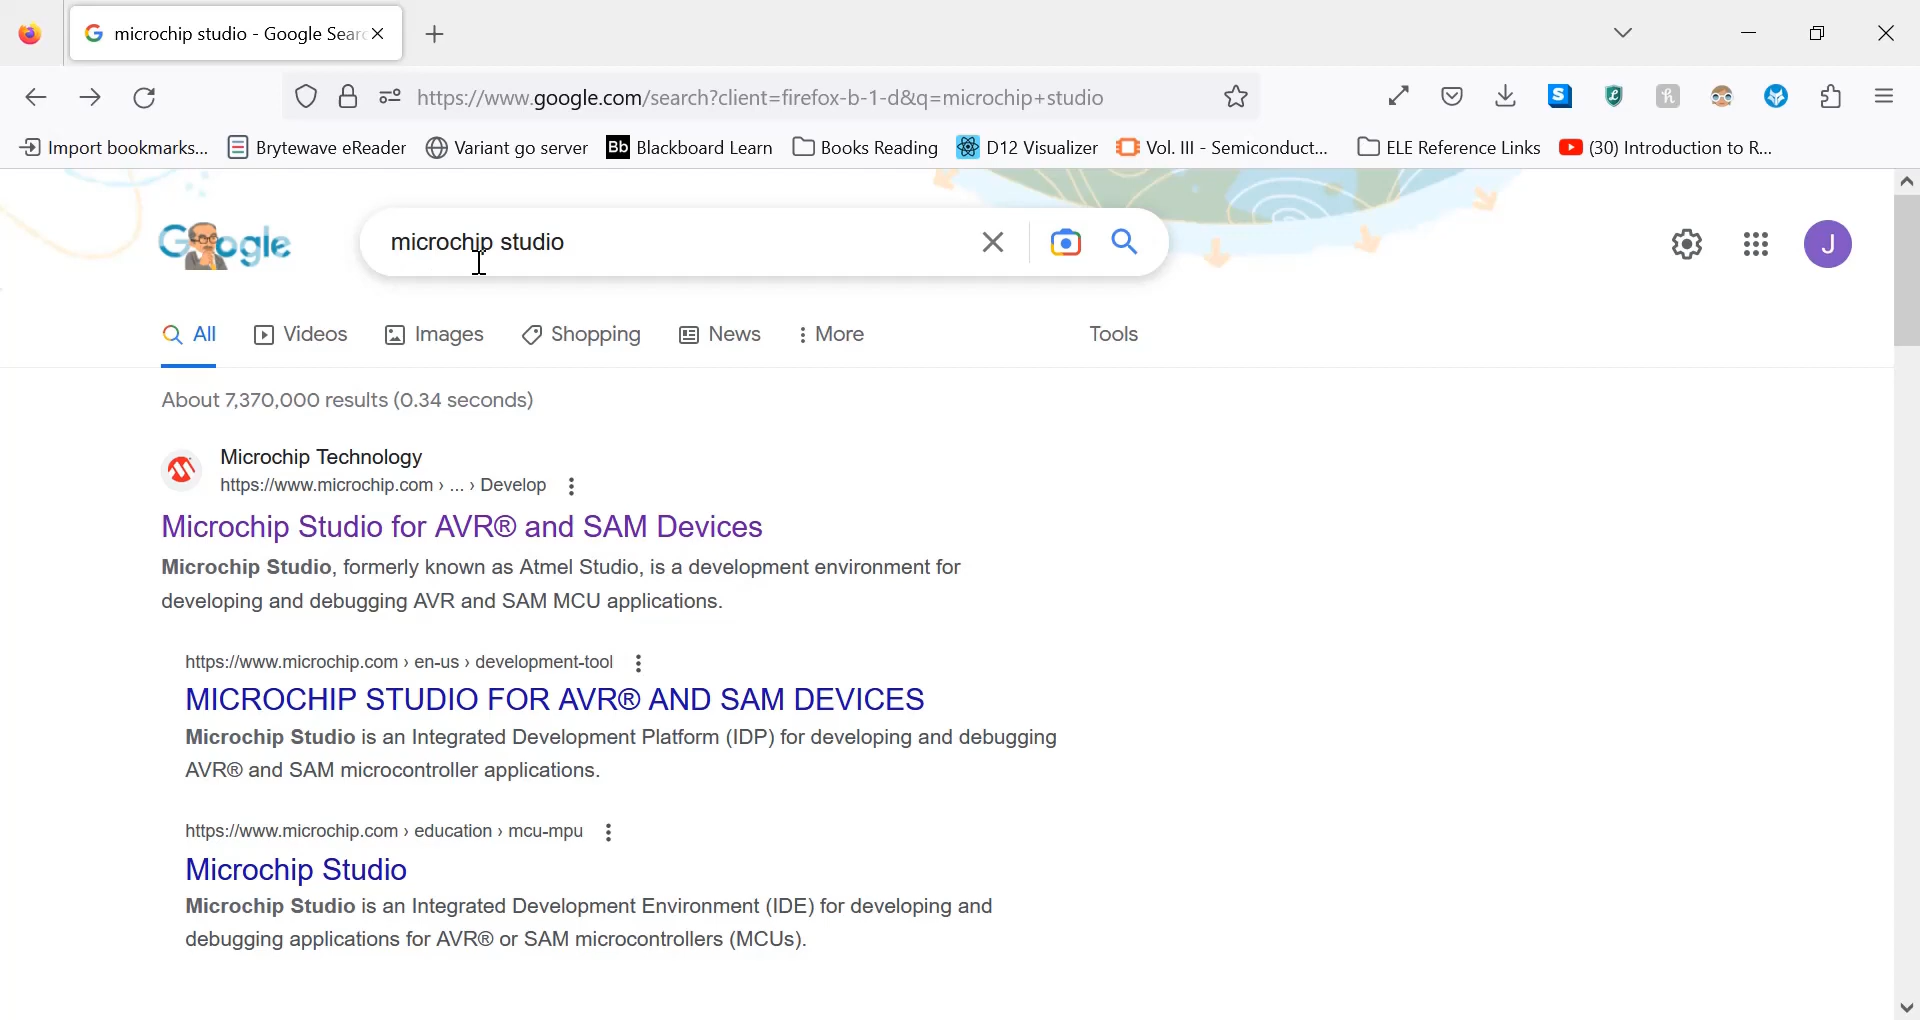 microchip studio - Google Sear
https://www.google.com/search?client=firefox-b-1-d&q=microchip+studio
Import bookmarks... Brytewave eReader Variant go server Bb Blackboard Learn Books Reading D12 Visualizer Vol. III - Semiconduct... ELE Reference Links (30) Introduction to R...
Google microchip studio J
All Videos Images Shopping News More Tools
About 7,370,000 results (0.34 seconds)
Microchip Technology
https://www.microchip.com › ... › Develop
Microchip Studio for AVR® and SAM Devices
Microchip Studio, formerly known as Atmel Studio, is a development environment for
developing and debugging AVR and SAM MCU applications.
https://www.microchip.com › en-us › development-tool
MICROCHIP STUDIO FOR AVR® AND SAM DEVICES
Microchip Studio is an Integrated Development Platform (IDP) for developing and debugging
AVR® and SAM microcontroller applications.
https://www.microchip.com › education › mcu-mpu
Microchip Studio
Microchip Studio is an Integrated Development Environment (IDE) for developing and
debugging applications for AVR® or SAM microcontrollers (MCUs).